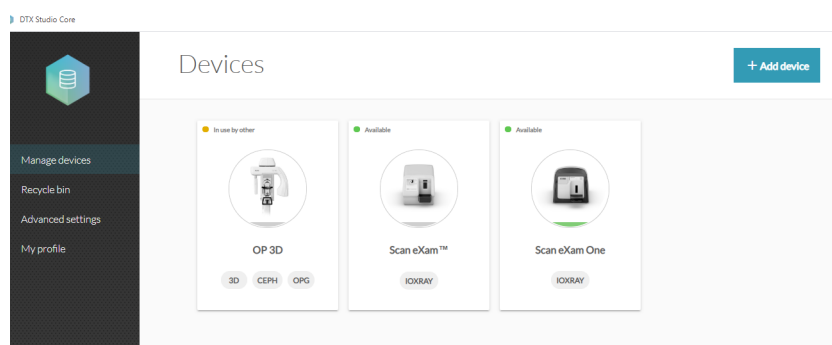 DTX Studio Core
Devices
+ Add device
Manage devices
Recycle bin
Advanced settings
My profile
In use by other
OP 3D
3D CEPH OPG
Available
Scan eXam™
IOXRAY
Available
Scan eXam One
IOXRAY